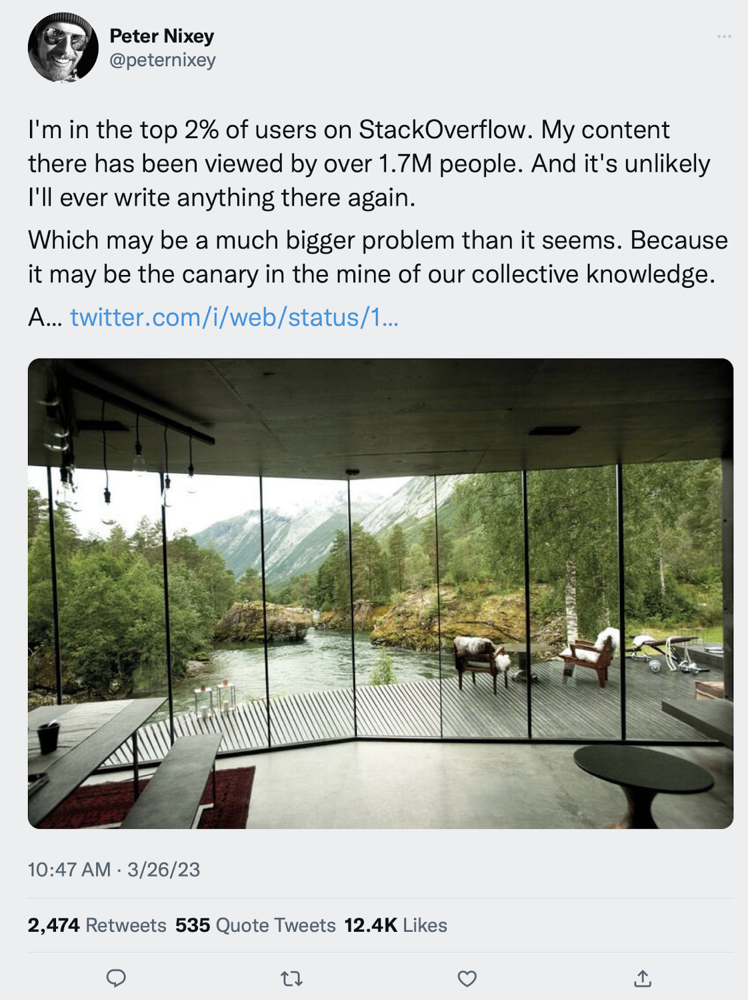 Peter Nixey
@peternixey
I'm in the top 2% of users on StackOverflow. My content
there has been viewed by over 1.7M people. And it's unlikely
I'll ever write anything there again.
Which may be a much bigger problem than it seems. Because
it may be the canary in the mine of our collective knowledge.
A... twitter.com/i/web/status/1...
10:47 AM · 3/26/23
2,474 Retweets 535 Quote Tweets 12.4K Likes